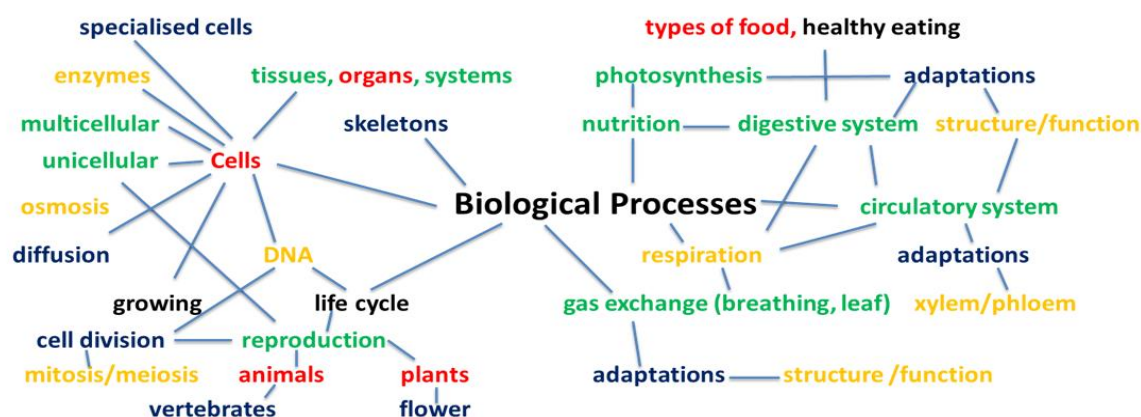 specialised cells
types of food, healthy eating
enzymes
tissues, organs, systems
photosynthesis
adaptations
multicellular
skeletons
nutrition
digestive system
structure/function
unicellular
Cells
Biological Processes
osmosis
circulatory system
diffusion
DNA
respiration
adaptations
growing
life cycle
gas exchange (breathing, leaf)
xylem/phloem
cell division
reproduction
mitosis/meiosis
animals
plants
adaptations
structure /function
vertebrates
flower